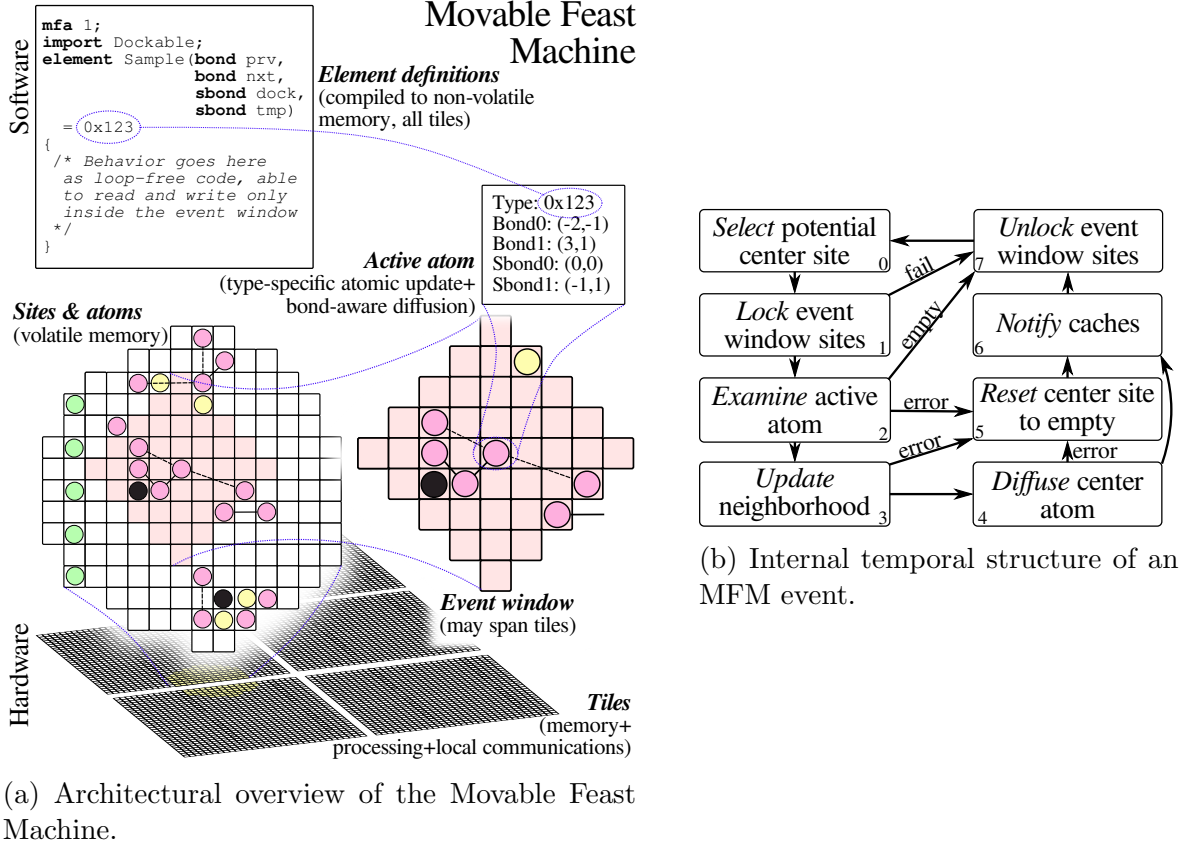 Movable Feast
Machine
Software
mfa 1;
import Dockable;
element Sample(bond prv,
bond nxt,
sbond dock,
sbond tmp)
= 0x123
{
/* Behavior goes here
as loop-free code, able
to read and write only
inside the event window
*/
}
Element definitions
(compiled to non-volatile
memory, all tiles)
Type: 0x123
Bond0: (-2,-1)
Bond1: (3,1)
Sbond0: (0,0)
Sbond1: (-1,1)
Active atom
(type-specific atomic update+
bond-aware diffusion)
Sites & atoms
(volatile memory)
Event window
(may span tiles)
Hardware
Tiles
(memory+
processing+local communications)
(a) Architectural overview of the Movable Feast
Machine.
Select potential
center site
0
Unlock event
window sites
7
fail
Lock event
window sites
1
empty
Notify caches
6
Examine active
atom
2
error
Reset center site
to empty
5
error
error
Update
neighborhood
3
Diffuse center
atom
4
(b) Internal temporal structure of an
MFM event.